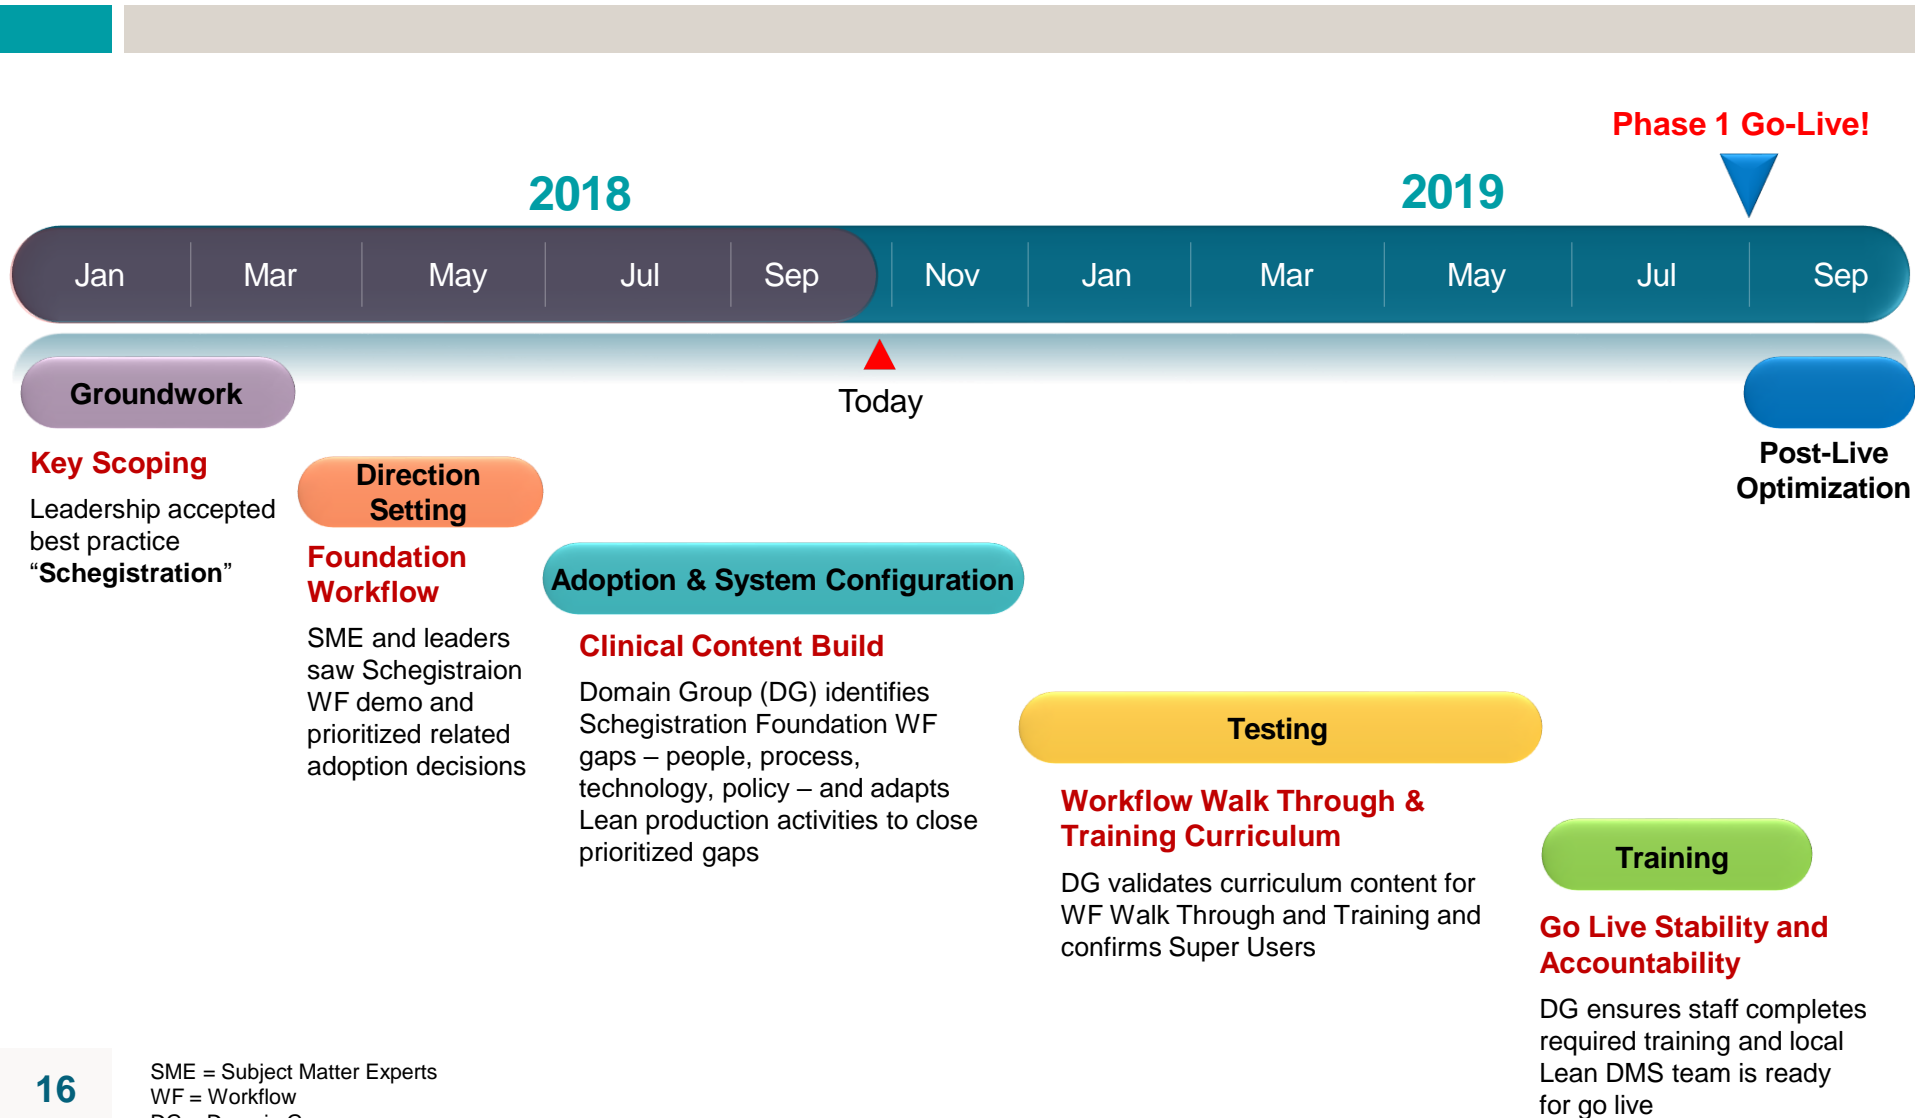 Phase 1 Go-Live!
2018
2019
Jan
Mar
May
Jul
Sep
Nov
Jan
Mar
May
Jul
Sep
Today
Groundwork
Key Scoping
Leadership accepted
best practice
“Schegistration”
Direction
Setting
Foundation
Workflow
SME and leaders
saw Schegistraion
WF demo and
prioritized related
adoption decisions
Adoption & System Configuration
Clinical Content Build
Domain Group (DG) identifies
Schegistration Foundation WF
gaps – people, process,
technology, policy – and adapts
Lean production activities to close
prioritized gaps
Testing
Workflow Walk Through &
Training Curriculum
DG validates curriculum content for
WF Walk Through and Training and
confirms Super Users
Training
Go Live Stability and
Accountability
DG ensures staff completes
required training and local
Lean DMS team is ready
for go live
Post-Live
Optimization
16
SME = Subject Matter Experts
WF = Workflow
DG = Domain Group